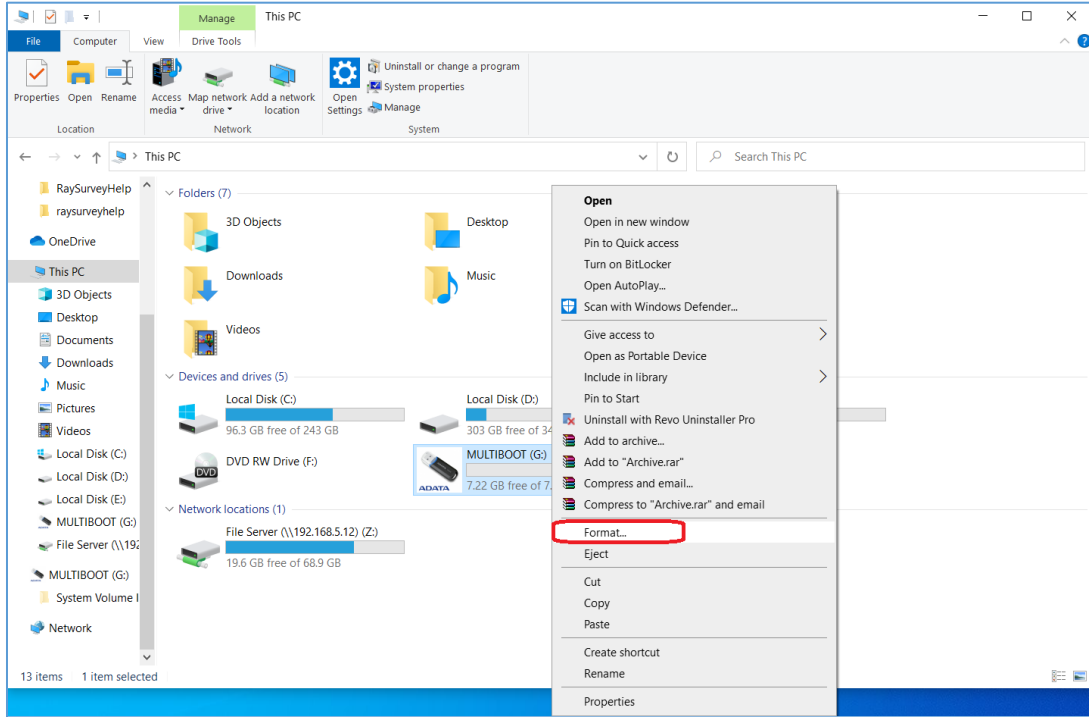 Manage
This PC
File
Computer
View
Drive Tools
Properties
Open
Rename
Access media
Map network drive
Add a network location
Open Settings
Uninstall or change a program
System properties
Manage
Location
Network
System
This PC
Search This PC
RaySurveyHelp
raysurveyhelp
OneDrive
This PC
3D Objects
Desktop
Documents
Downloads
Music
Pictures
Videos
Local Disk (C:)
Local Disk (D:)
Local Disk (E:)
MULTIBOOT (G:)
File Server (\\192
MULTIBOOT (G:)
System Volume I
Network
Folders (7)
3D Objects
Desktop
Downloads
Music
Videos
Devices and drives (5)
Local Disk (C:)
96.3 GB free of 243 GB
Local Disk (D:)
303 GB free of 34
DVD RW Drive (F:)
DVD
MULTIBOOT (G:)
7.22 GB free of 7.
ADATA
Network locations (1)
File Server (\\192.168.5.12) (Z:)
19.6 GB free of 68.9 GB
Open
Open in new window
Pin to Quick access
Turn on BitLocker
Open AutoPlay...
Scan with Windows Defender...
Give access to
Open as Portable Device
Include in library
Pin to Start
Uninstall with Revo Uninstaller Pro
Add to archive...
Add to "Archive.rar"
Compress and email...
Compress to "Archive.rar" and email
Format...
Eject
Cut
Copy
Paste
Create shortcut
Rename
Properties
13 items
1 item selected